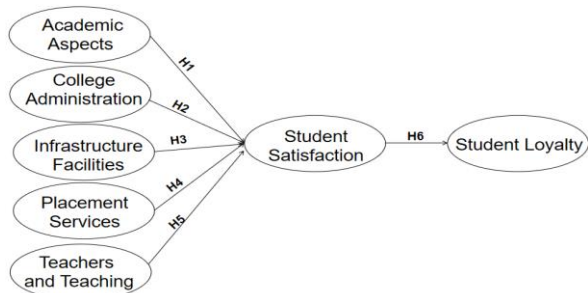 Academic
Aspects
H1
College
Administration
H2
Infrastructure
Facilities
H3
Placement
Services
H4
Teachers
and Teaching
H5
Student
Satisfaction
H6
Student Loyalty